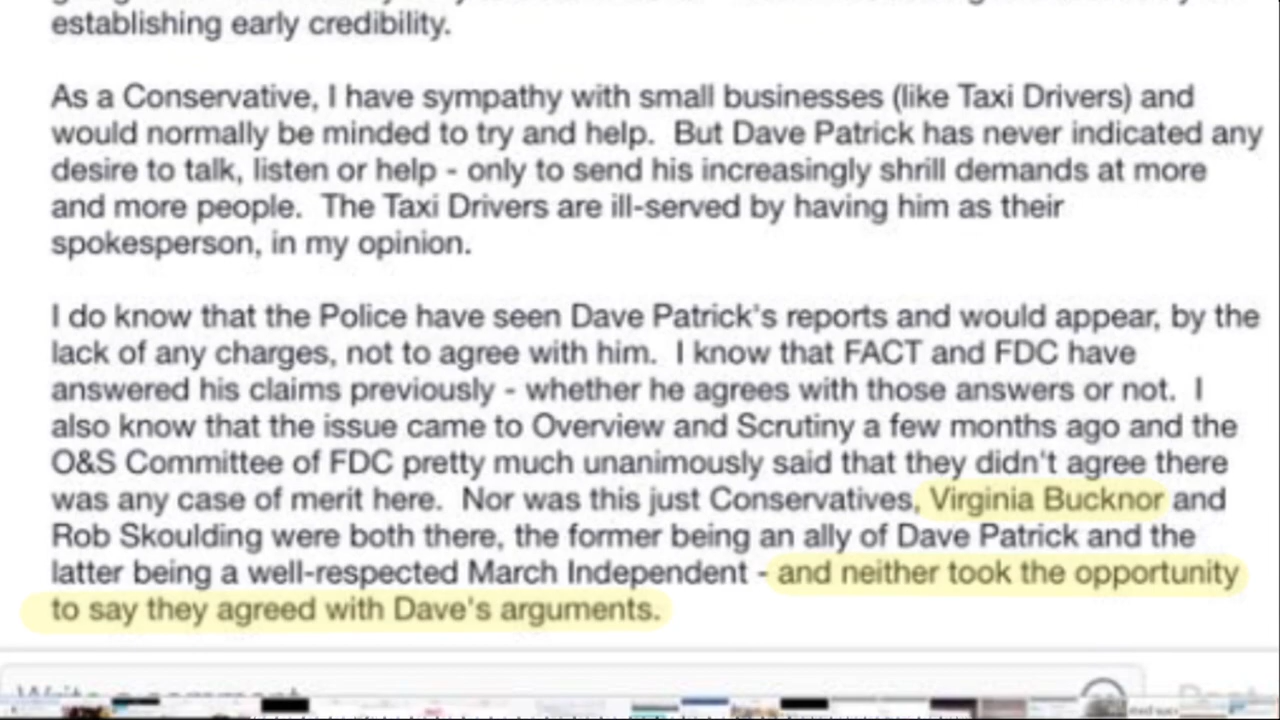 establishing early credibility.
As a Conservative, I have sympathy with small businesses (like Taxi Drivers) and
would normally be minded to try and help.  But Dave Patrick has never indicated any
desire to talk, listen or help - only to send his increasingly shrill demands at more
and more people.  The Taxi Drivers are ill-served by having him as their
spokesperson, in my opinion.
I do know that the Police have seen Dave Patrick's reports and would appear, by the
lack of any charges, not to agree with him.  I know that FACT and FDC have
answered his claims previously - whether he agrees with those answers or not.  I
also know that the issue came to Overview and Scrutiny a few months ago and the
O&S Committee of FDC pretty much unanimously said that they didn't agree there
was any case of merit here.  Nor was this just Conservatives, Virginia Bucknor and
Rob Skoulding were both there, the former being an ally of Dave Patrick and the
latter being a well-respected March Independent - and neither took the opportunity
to say they agreed with Dave's arguments.